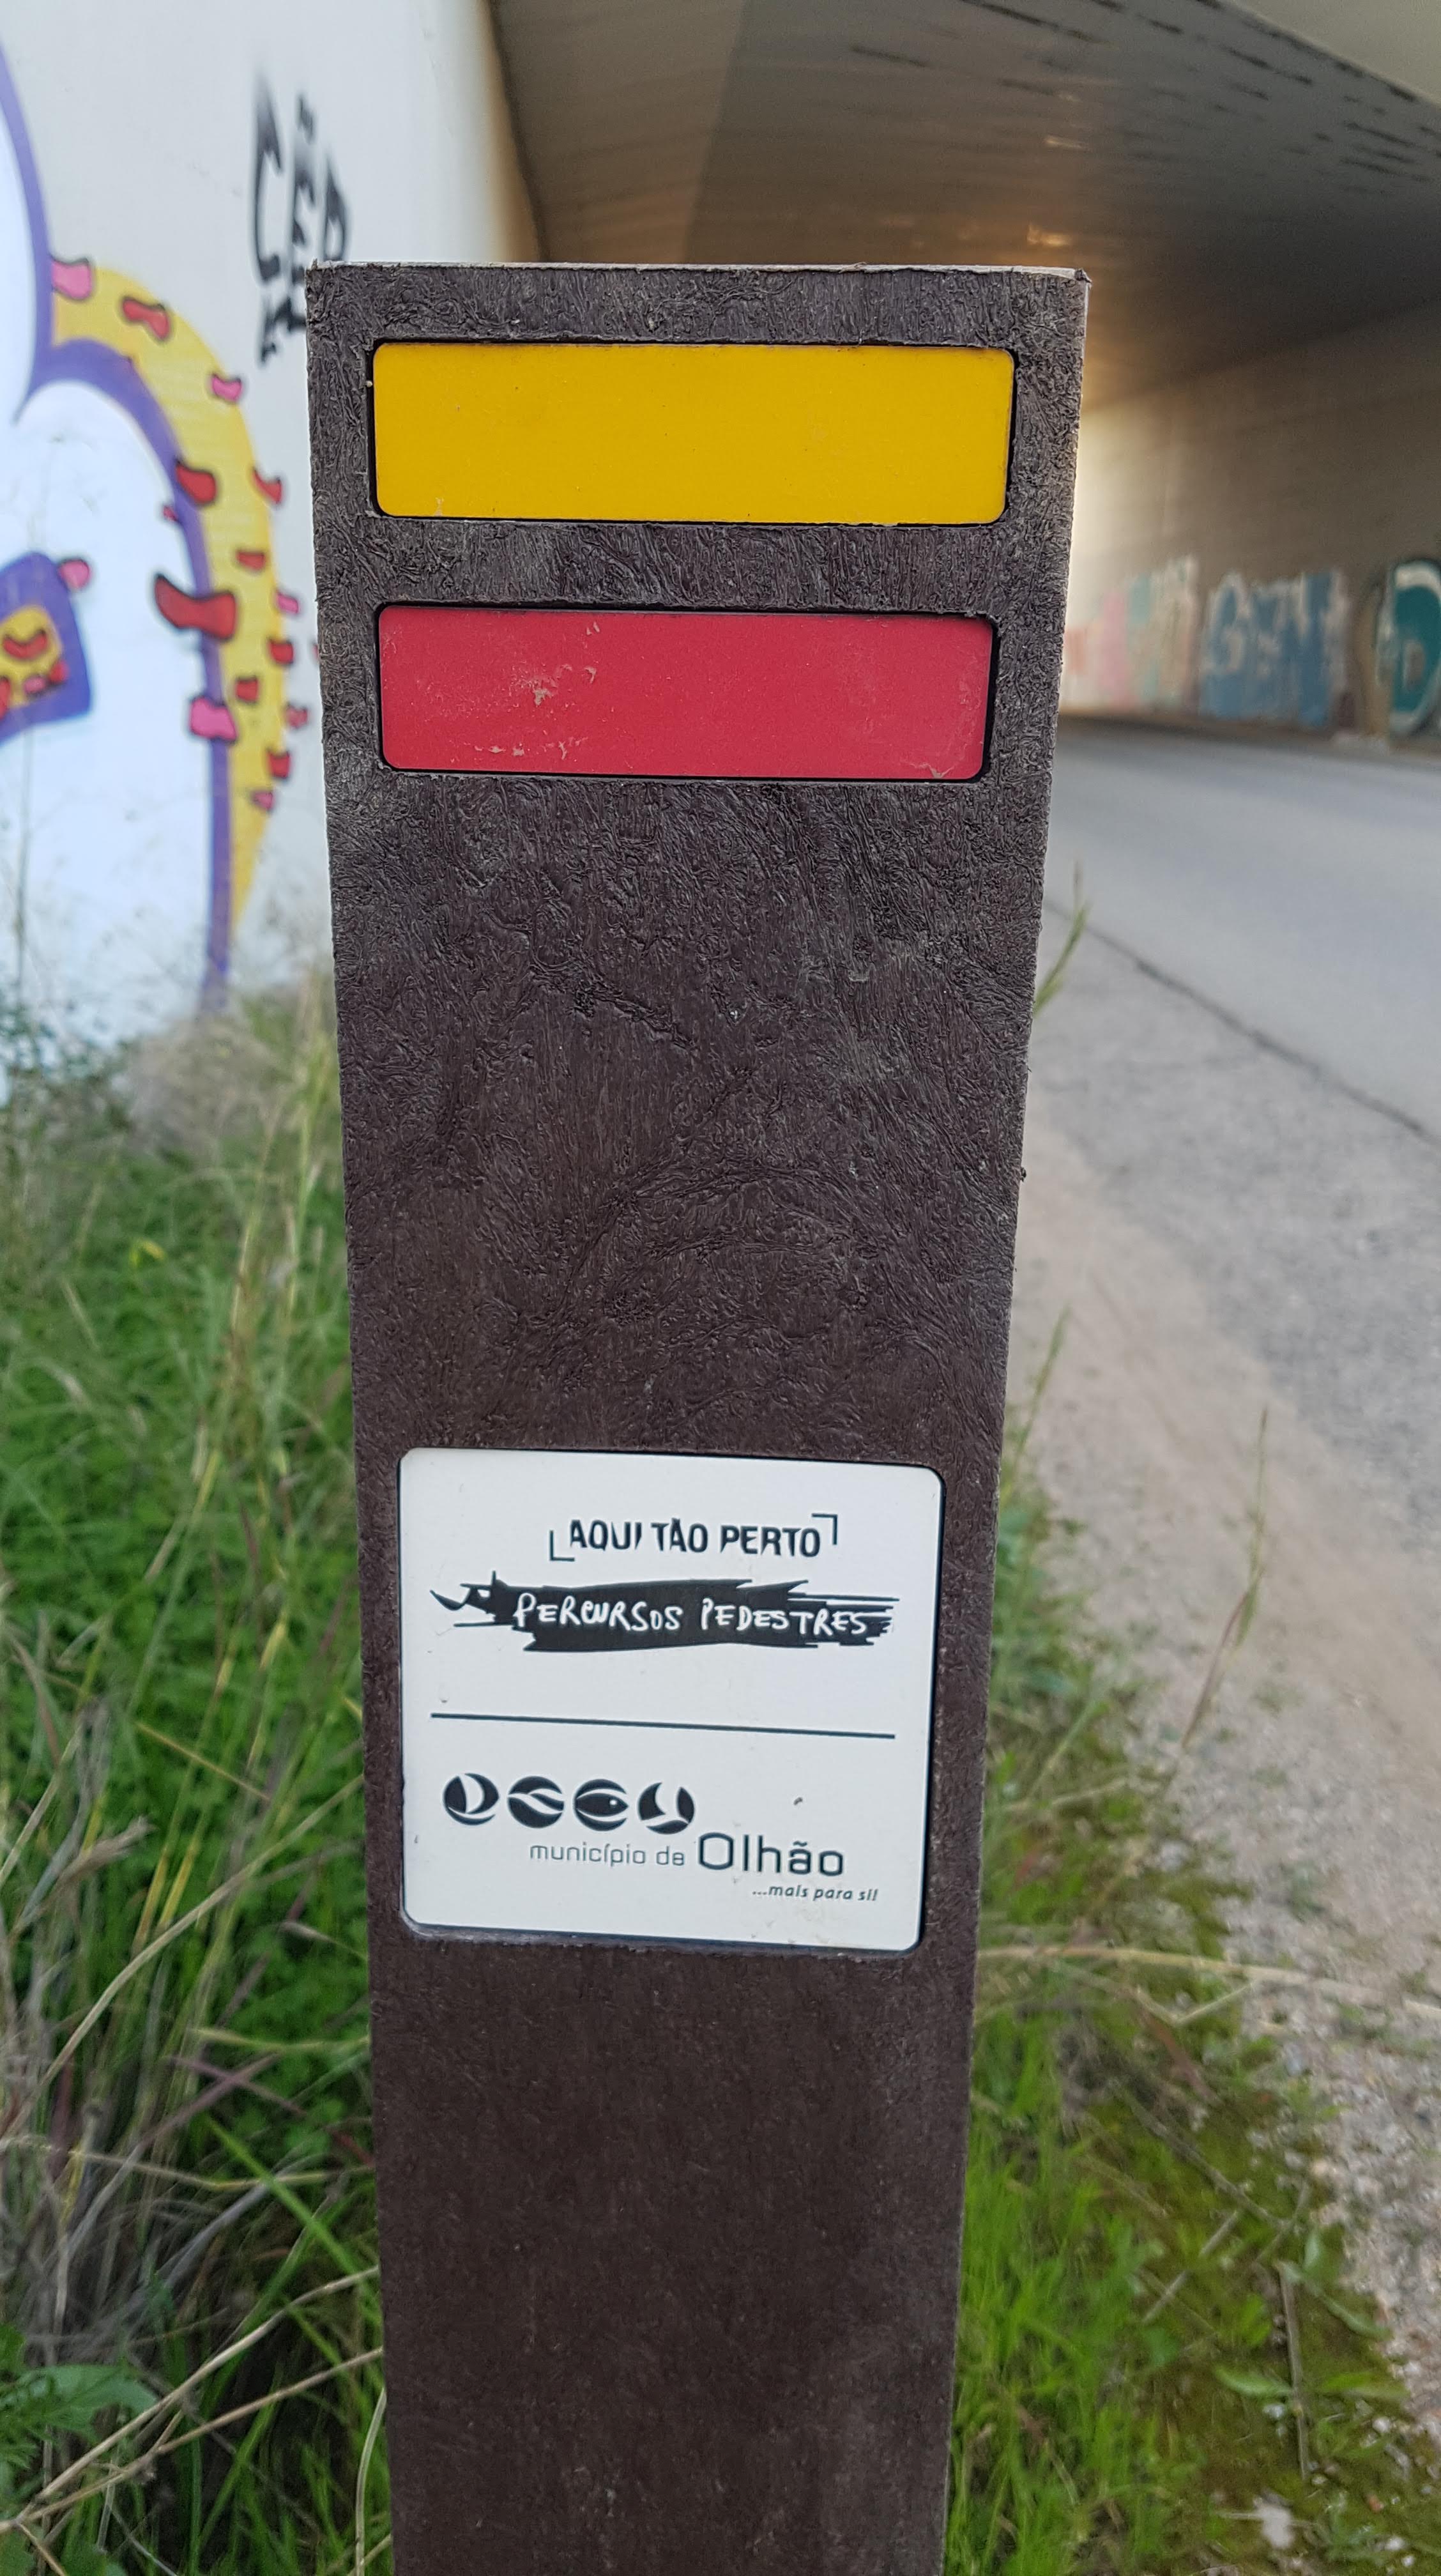 AQUI TÃO PERTO
PERCURSOS PEDESTRES
município de Olhão
...mais para si!